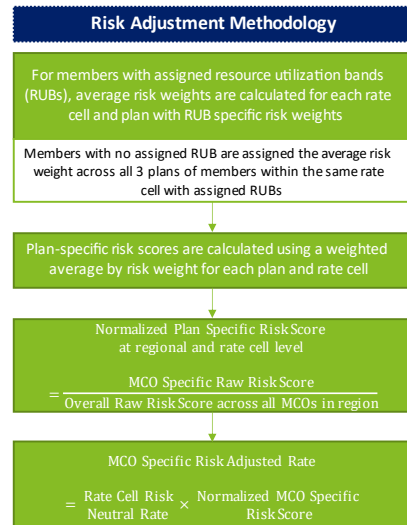 Risk Adjustment Methodology
For members with assigned resource utilization bands
(RUBs), average risk weights are calculated for each rate
cell and plan with RUB specific risk weights
Members with no assigned RUB are assigned the average risk
weight across all 3 plans of members within the same rate
cell with assigned RUBs
Plan-specific risk scores are calculated using a weighted
average by risk weight for each plan and rate cell
Normalized Plan Specific Risk Score
at regional and rate cell level
= MCO Specific Raw Risk Score
Overall Raw Risk Score across all MCOs in region
MCO Specific Risk Adjusted Rate
= Rate Cell Risk × Normalized MCO Specific
Neutral Rate Risk Score